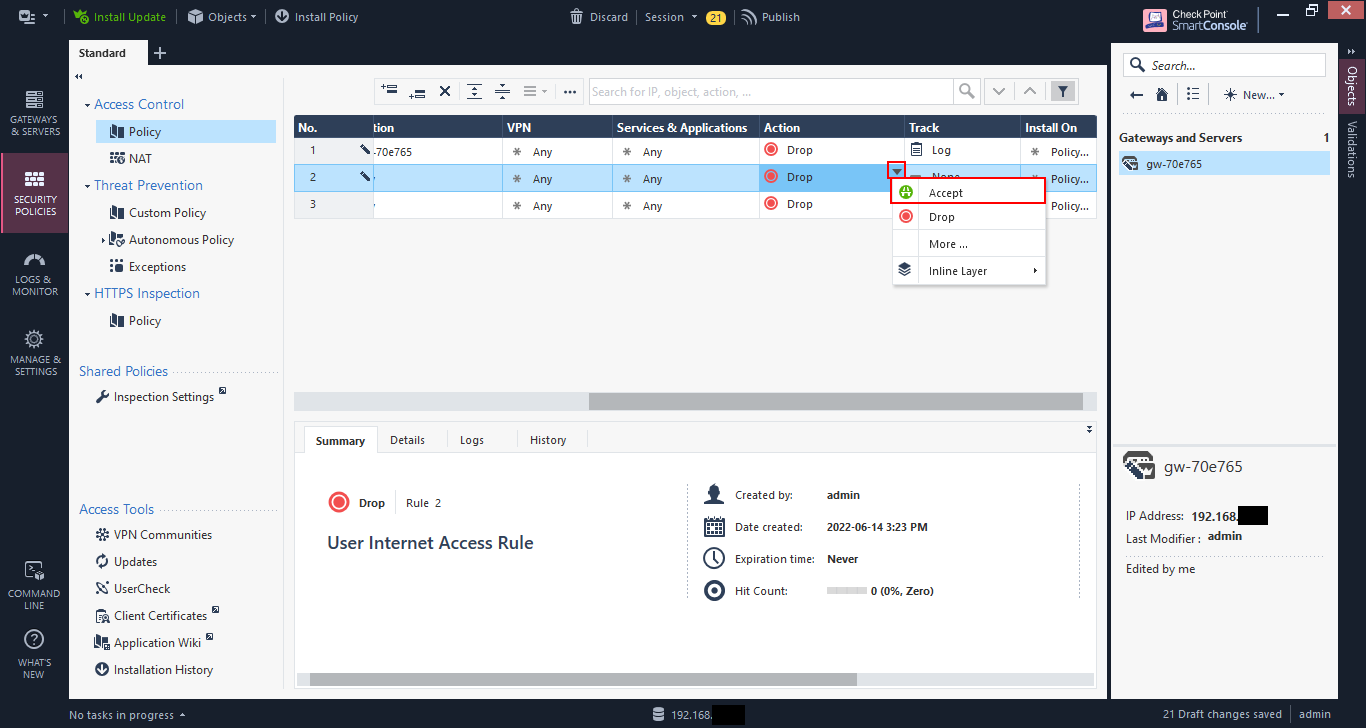 Install Update
Objects
Install Policy
Discard
Session
21
Publish
Check Point
SmartConsole
Standard
GATEWAYS
& SERVERS
SECURITY
POLICIES
LOGS &
MONITOR
MANAGE &
SETTINGS
COMMAND
LINE
WHAT'S
NEW
Access Control
Policy
NAT
Threat Prevention
Custom Policy
Autonomous Policy
Exceptions
HTTPS Inspection
Policy
Shared Policies
Inspection Settings
Access Tools
VPN Communities
Updates
UserCheck
Client Certificates
Application Wiki
Installation History
Search for IP, object, action, ...
No. tion VPN Services & Applications Action Track Install On
1 -70e765 * Any * Any Drop Log * Policy...
2 * Any * Any Drop None * Policy...
3 * Any * Any Drop Policy...
Accept
Drop
More ...
Inline Layer
Summary Details Logs History
Drop Rule 2
User Internet Access Rule
Created by: admin
Date created: 2022-06-14 3:23 PM
Expiration time: Never
Hit Count: 0 (0%, Zero)
Search...
New...
Gateways and Servers 1
gw-70e765
gw-70e765
IP Address: 192.168.
Last Modifier : admin
Edited by me
Objects
Validations
No tasks in progress
192.168.
21 Draft changes saved
admin